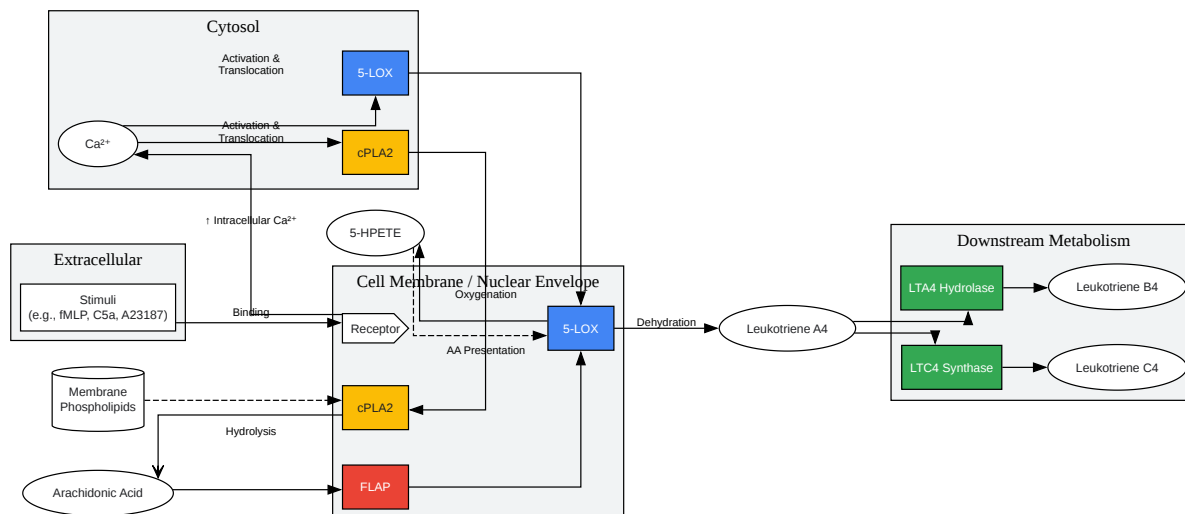 Cytosol
Activation &
Translocation
5-LOX
Activation &
Translocation
Ca²⁺
cPLA2
↑ Intracellular Ca²⁺
5-HPETE
Extracellular
Stimuli
(e.g., fMLP, C5a, A23187)
Binding
Cell Membrane / Nuclear Envelope
Oxygenation
Receptor
5-LOX
AA Presentation
Dehydration
Leukotriene A4
Downstream Metabolism
LTA4 Hydrolase
Leukotriene B4
LTC4 Synthase
Leukotriene C4
Membrane
Phospholipids
cPLA2
Hydrolysis
Arachidonic Acid
FLAP